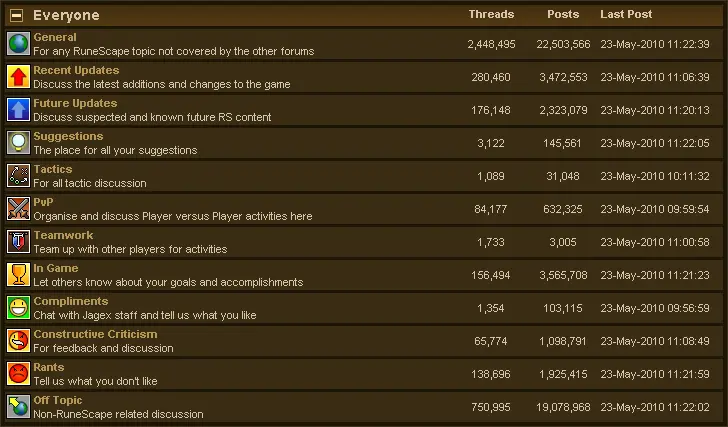 Everyone Threads Posts Last Post
General
For any RuneScape topic not covered by the other forums 2,448,495 22,503,566 23-May-2010 11:22:39
Recent Updates
Discuss the latest additions and changes to the game 280,460 3,472,553 23-May-2010 11:06:39
Future Updates
Discuss suspected and known future RS content 176,148 2,323,079 23-May-2010 11:20:13
Suggestions
The place for all your suggestions 3,122 145,561 23-May-2010 11:22:05
Tactics
For all tactic discussion 1,089 31,048 23-May-2010 10:11:32
PvP
Organise and discuss Player versus Player activities here 84,177 632,325 23-May-2010 09:59:54
Teamwork
Team up with other players for activities 1,733 3,005 23-May-2010 11:00:58
In Game
Let others know about your goals and accomplishments 156,494 3,565,708 23-May-2010 11:21:23
Compliments
Chat with Jagex staff and tell us what you like 1,354 103,115 23-May-2010 09:56:59
Constructive Criticism
For feedback and discussion 65,774 1,098,791 23-May-2010 11:08:49
Rants
Tell us what you don't like 138,696 1,925,415 23-May-2010 11:21:59
Off Topic
Non-RuneScape related discussion 750,995 19,078,968 23-May-2010 11:22:02